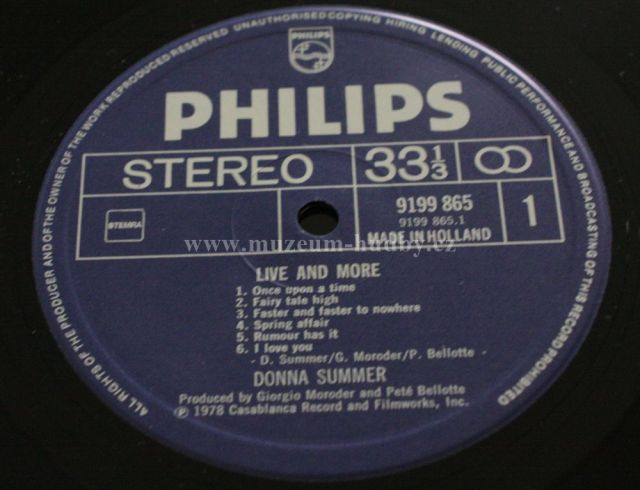 ALL RIGHTS OF THE PRODUCER AND OF THE OWNER OF THE WORK REPRODUCED RESERVED UNAUTHORISED COPYING HIRING LENDING PUBLIC PERFORMANCE AND BROADCASTING OF THIS RECORD PROHIBITED
PHILIPS
PHILIPS
STEREO 33 1/3
STEMRA
9199 865
9199 865.1
MADE IN HOLLAND
1
www.muzeum-hudby.cz
LIVE AND MORE
1. Once upon a time
2. Fairy tale high
3. Faster and faster to nowhere
4. Spring affair
5. Rumour has it
6. I love you
- D. Summer/G. Moroder/P. Bellotte -
DONNA SUMMER
Produced by Giorgio Moroder and Peté Bellotte
Ⓟ 1978 Casablanca Record and Filmworks, Inc.